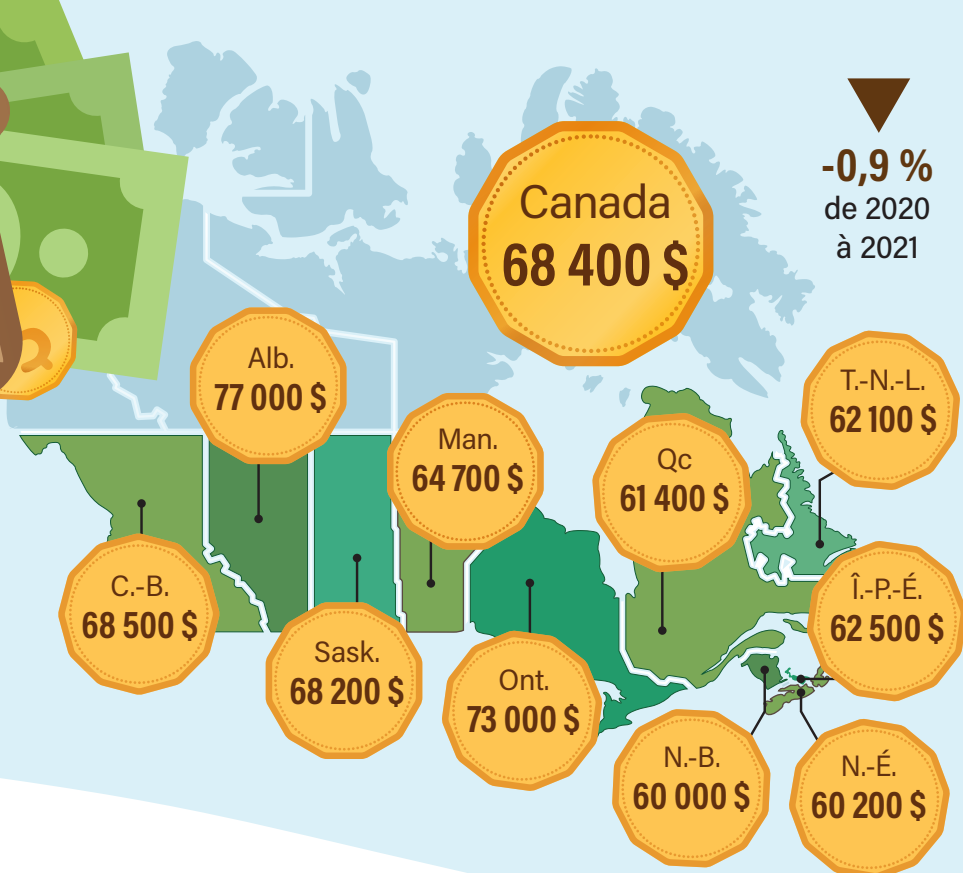 Canada
68 400 $
-0,9 %
de 2020
à 2021
Alb.
77 000 $
T.-N.-L.
62 100 $
Man.
64 700 $
Qc
61 400 $
C.-B.
68 500 $
Î.-P.-É.
62 500 $
Sask.
68 200 $
Ont.
73 000 $
N.-B.
60 000 $
N.-É.
60 200 $